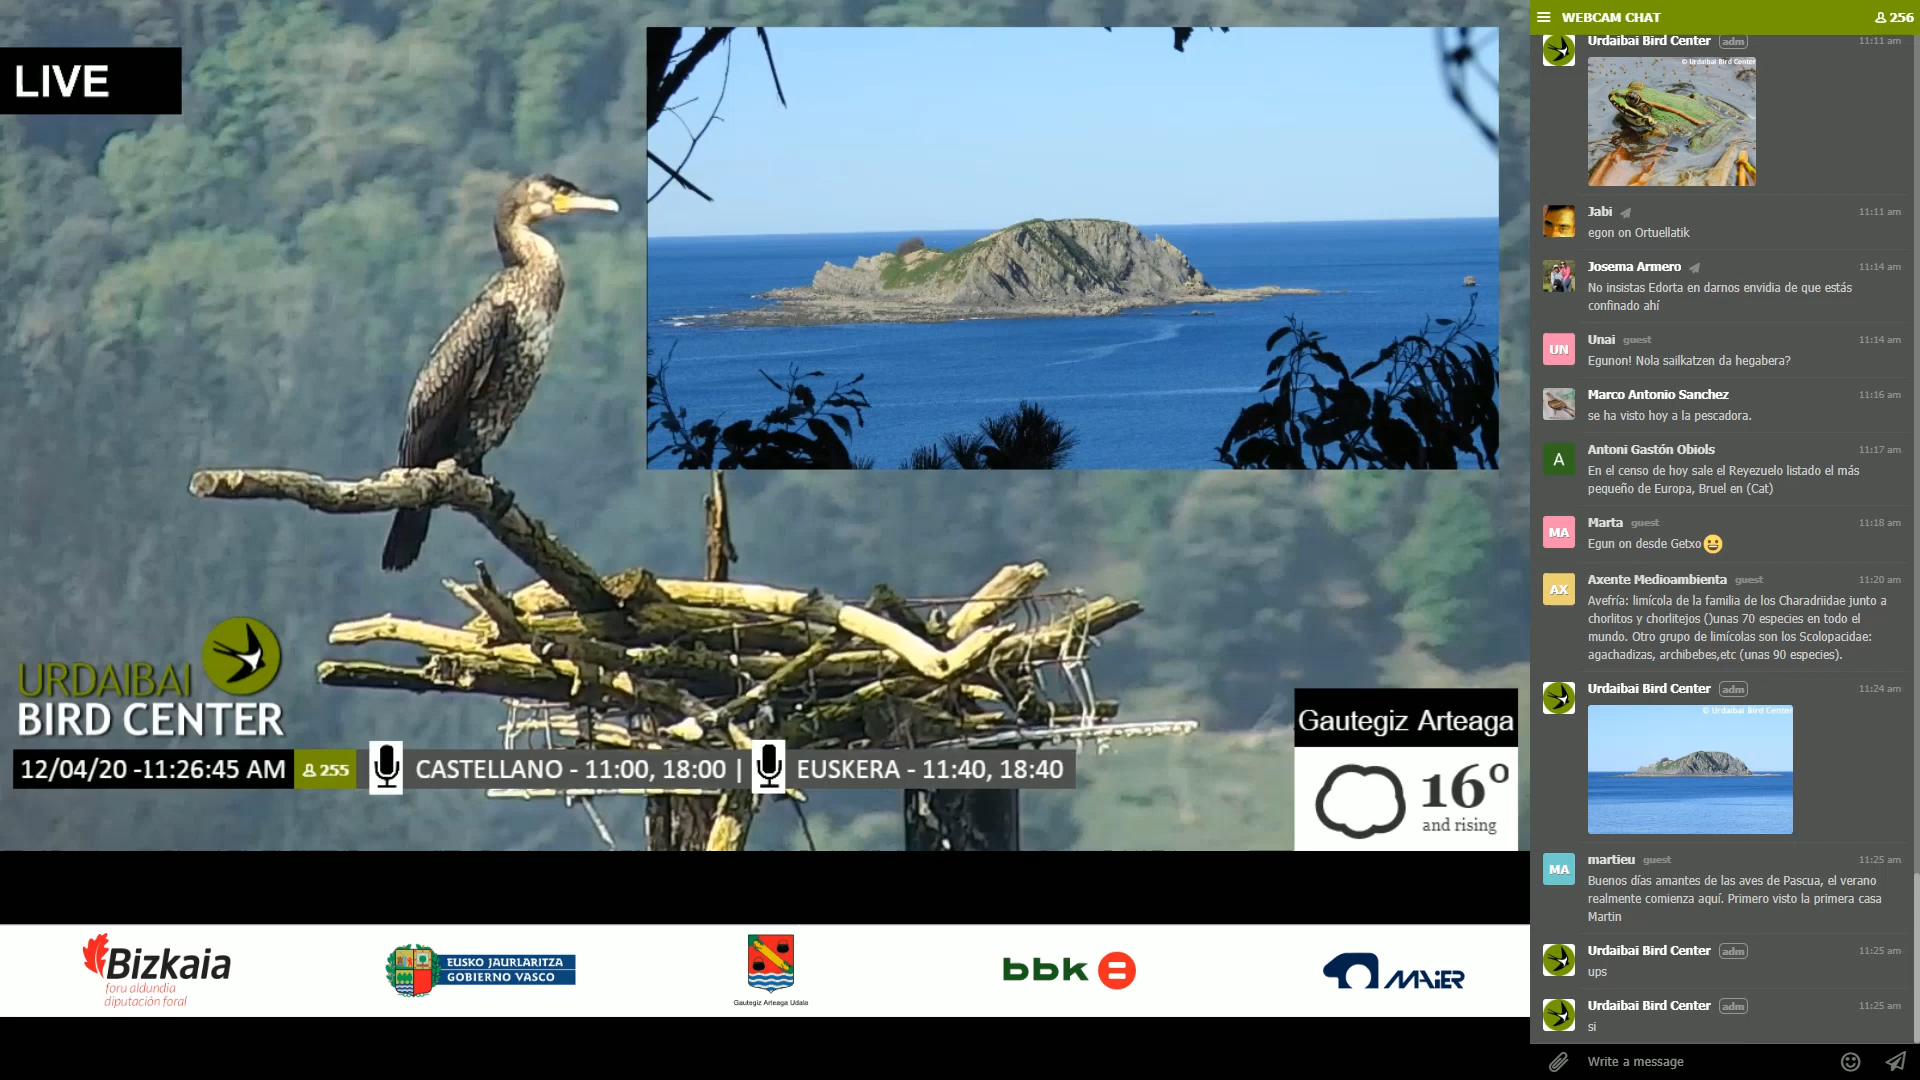 LIVE
URDAIBAI
BIRD CENTER
12/04/20 -11:26:45 AM
255
CASTELLANO - 11:00, 18:00 |
EUSKERA - 11:40, 18:40
Gautegiz Arteaga
16°
and rising
Bizkaia
foru aldundia
diputación foral
EUSKO JAURLARITZA
GOBIERNO VASCO
Gautegiz Arteaga Udala
bbk
MAIER
WEBCAM CHAT
256
Urdaibai Bird Center adm 11:11 am
© Urdaibai Bird Center
Jabi 11:11 am
egon on Ortuellatik
Josema Armero 11:14 am
No insistas Edorta en darnos envidia de que estás
confinado ahí
UN
Unai guest 11:14 am
Egunon! Nola sailkatzen da hegabera?
Marco Antonio Sanchez 11:16 am
se ha visto hoy a la pescadora.
A
Antoni Gastón Obiols 11:17 am
En el censo de hoy sale el Reyezuelo listado el más
pequeño de Europa, Bruel en (Cat)
MA
Marta guest 11:18 am
Egun on desde Getxo
AX
Axente Medioambienta guest 11:20 am
Avefría: limícola de la familia de los Charadriidae junto a
chorlitos y chorlitejos ()unas 70 especies en todo el
mundo. Otro grupo de limícolas son los Scolopacidae:
agachadizas, archibebes,etc (unas 90 especies).
Urdaibai Bird Center adm 11:24 am
© Urdaibai Bird Center
MA
martieu guest 11:25 am
Buenos días amantes de las aves de Pascua, el verano
realmente comienza aquí. Primero visto la primera casa
Martin
Urdaibai Bird Center adm 11:25 am
ups
Urdaibai Bird Center adm 11:25 am
si
Write a message